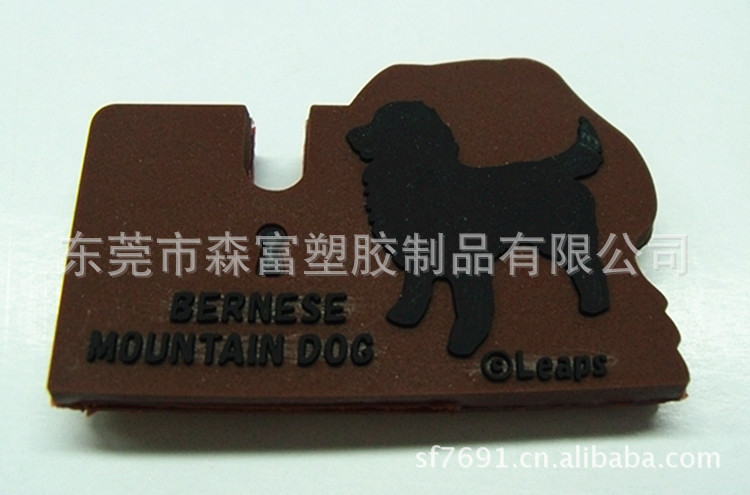 东莞市森富塑胶制品有限公司
BERNESE
MOUNTAIN DOG
©Leaps
sf7691.cn.alibaba.com